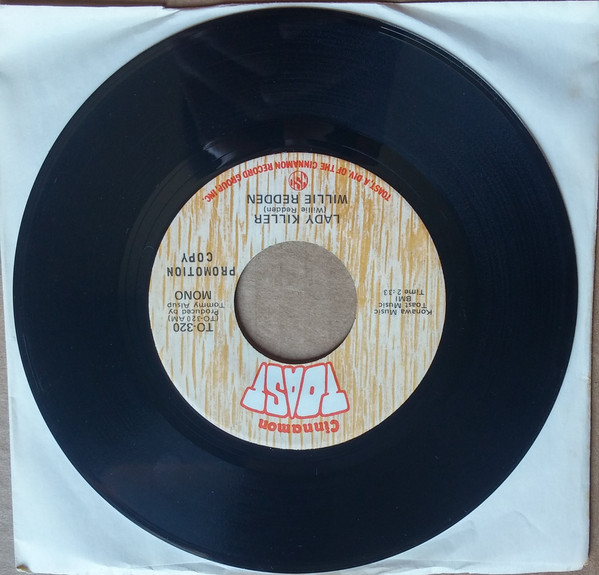 Cinnamon
TOAST
TO-320
(TO-320 AM)
Produced by
Tommy Alsup
MONO
PROMOTION
COPY
Konawa Music
Toast Music
BMI
Time 2:33
LADY KILLER
(Willie Redden)
WILLIE REDDEN
TOAST, A DIV. OF THE CINNAMON RECORD GROUP, INC.